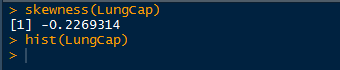 > skewness(LungCap)
[1] -0.2269314
> hist(LungCap)
>